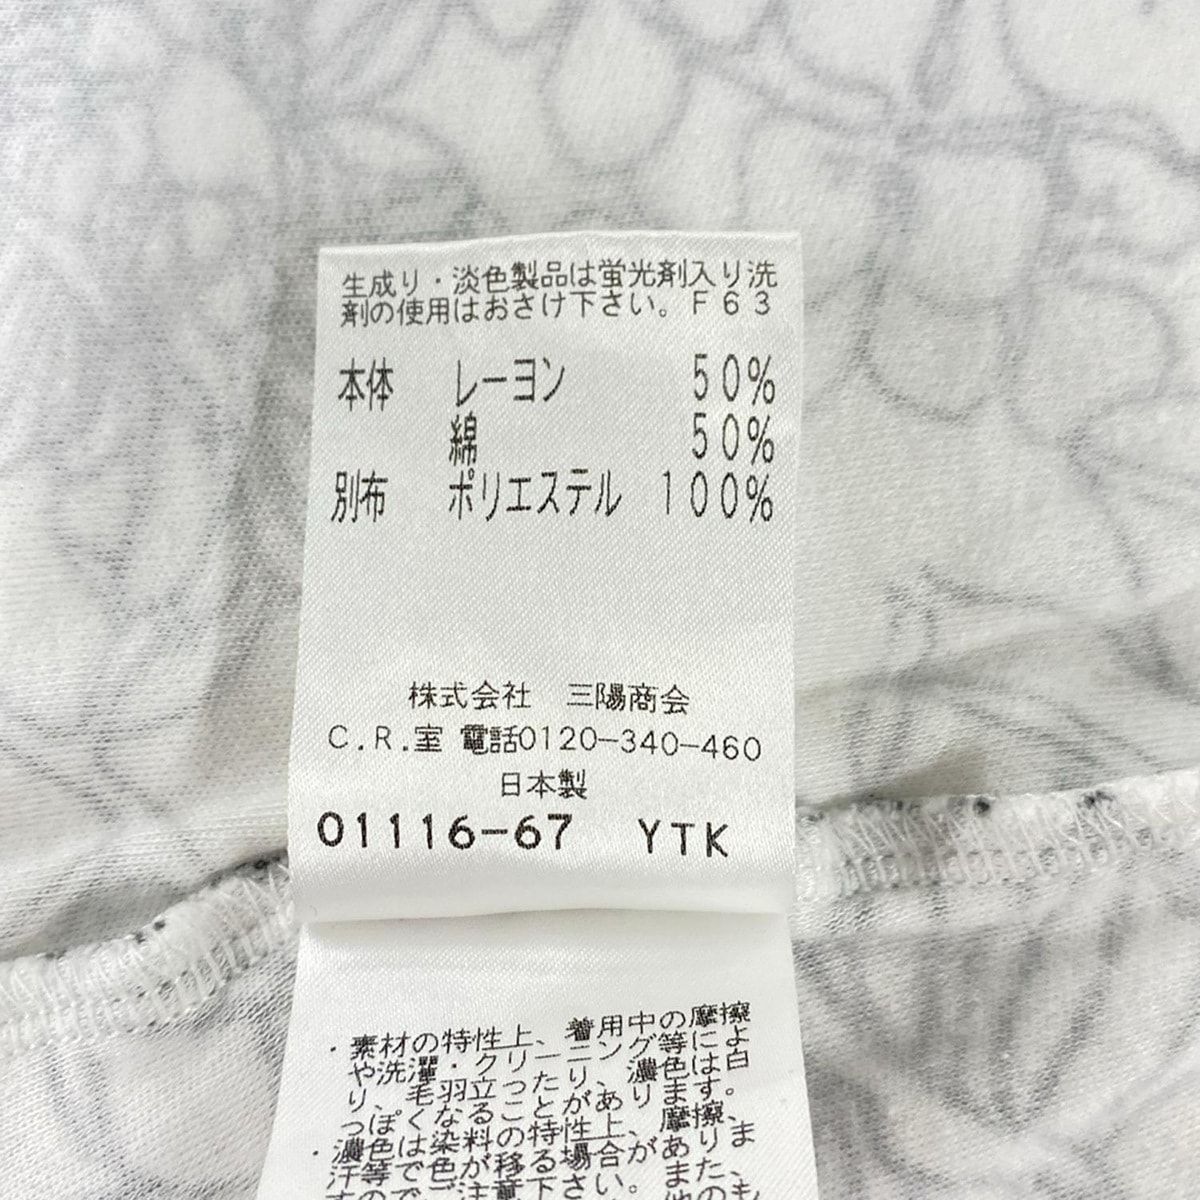 生成り・淡色製品は蛍光剤入り洗
剤の使用はおさけ下さい。F63
本体 レーヨン 50%
綿 50%
別布 ポリエステル 100%
株式会社 三陽商会
C.R.室 電話0120-340-460
日本製
01116-67 YTK
・素材の特性上、着用中の摩擦
や洗濯・クリーニング等によ
り、毛羽立ったり、濃色は白
っぽくなることがあります。
・濃色は染料の特性上、摩擦、
汗等で色が移る場合がありま